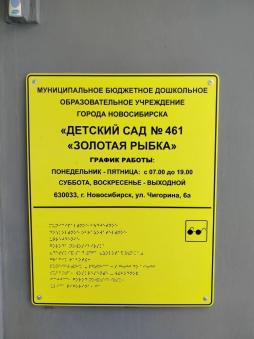 МУНИЦИПАЛЬНОЕ БЮДЖЕТНОЕ ДОШКОЛЬНОЕ
ОБРАЗОВАТЕЛЬНОЕ УЧРЕЖДЕНИЕ
ГОРОДА НОВОСИБИРСКА
«ДЕТСКИЙ САД № 461
«ЗОЛОТАЯ РЫБКА»
ГРАФИК РАБОТЫ:
ПОНЕДЕЛЬНИК - ПЯТНИЦА: с 07.00 до 19.00
СУББОТА, ВОСКРЕСЕНЬЕ - ВЫХОДНОЙ
630033, г. Новосибирск, ул. Чигорина, 6а